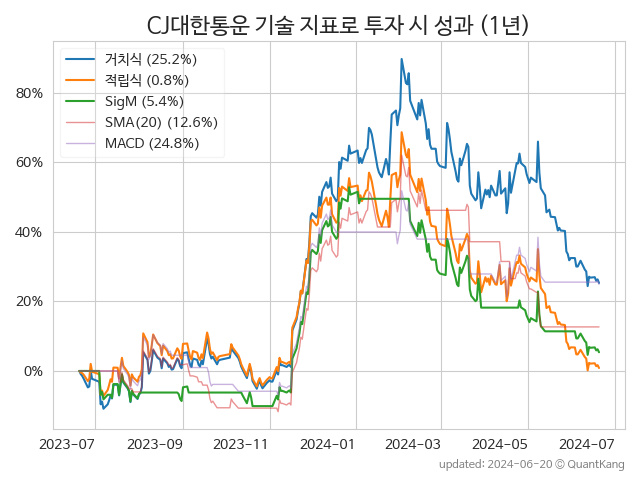 CJ대한통운 기술 지표로 투자 시 성과 (1년)
거치식 (25.2%)
적립식 (0.8%)
SigM (5.4%)
SMA(20) (12.6%)
MACD (24.8%)
80%
60%
40%
20%
0%
2023-07 2023-09 2023-11 2024-01 2024-03 2024-05 2024-07
updated: 2024-06-20 © QuantKang